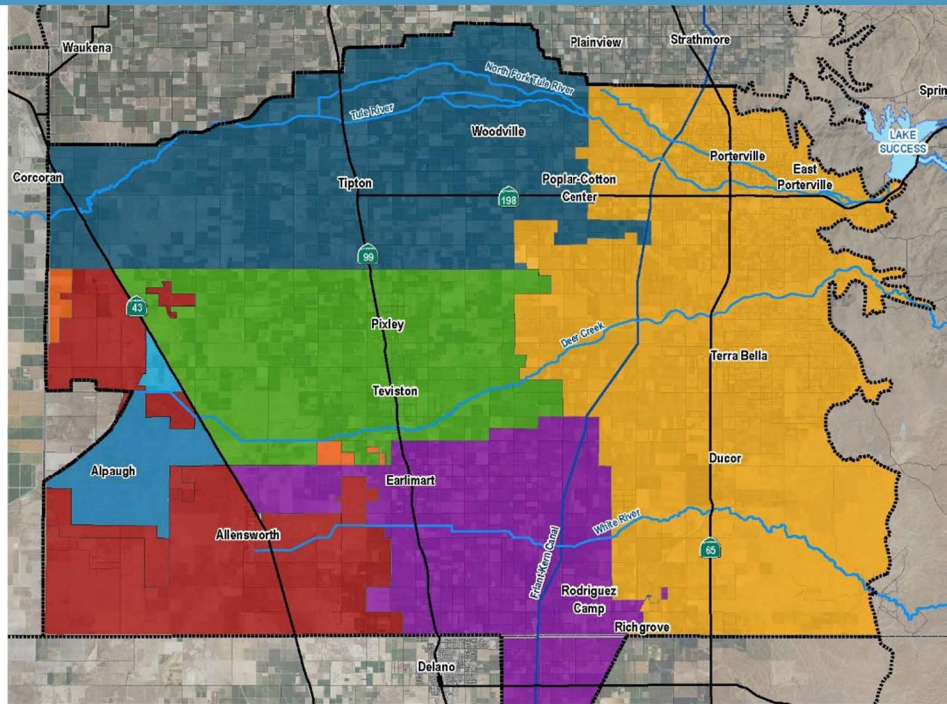 Waukena
Plainview
Strathmore
North Fork Tule River
Sprin
Tule River
LAKE
SUCCESS
Woodville
Porterville
East
Porterville
Corcoran
Tipton
Poplar-Cotton
Center
198
99
43
Pixley
Deer Creek
Terra Bella
Teviston
Alpaugh
Earlimart
Ducor
White River
Allensworth
Friant-Kern Canal
65
Rodriguez
Camp
Richgrove
Delano